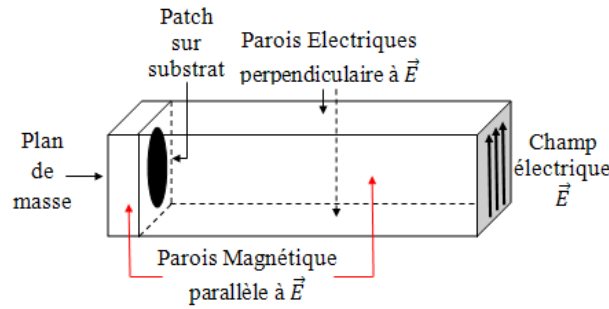 Patch
sur
substrat
Parois Electriques
perpendiculaire à E⃗
Plan
de
masse
Champ
électrique
E⃗
Parois Magnétique
parallèle à E⃗